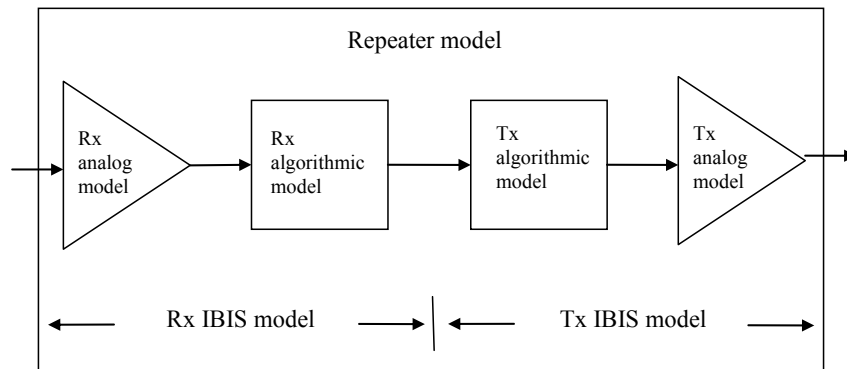 Repeater model
Rx
analog
model
Rx
algorithmic
model
Tx
algorithmic
model
Tx
analog
model
Rx IBIS model
Tx IBIS model